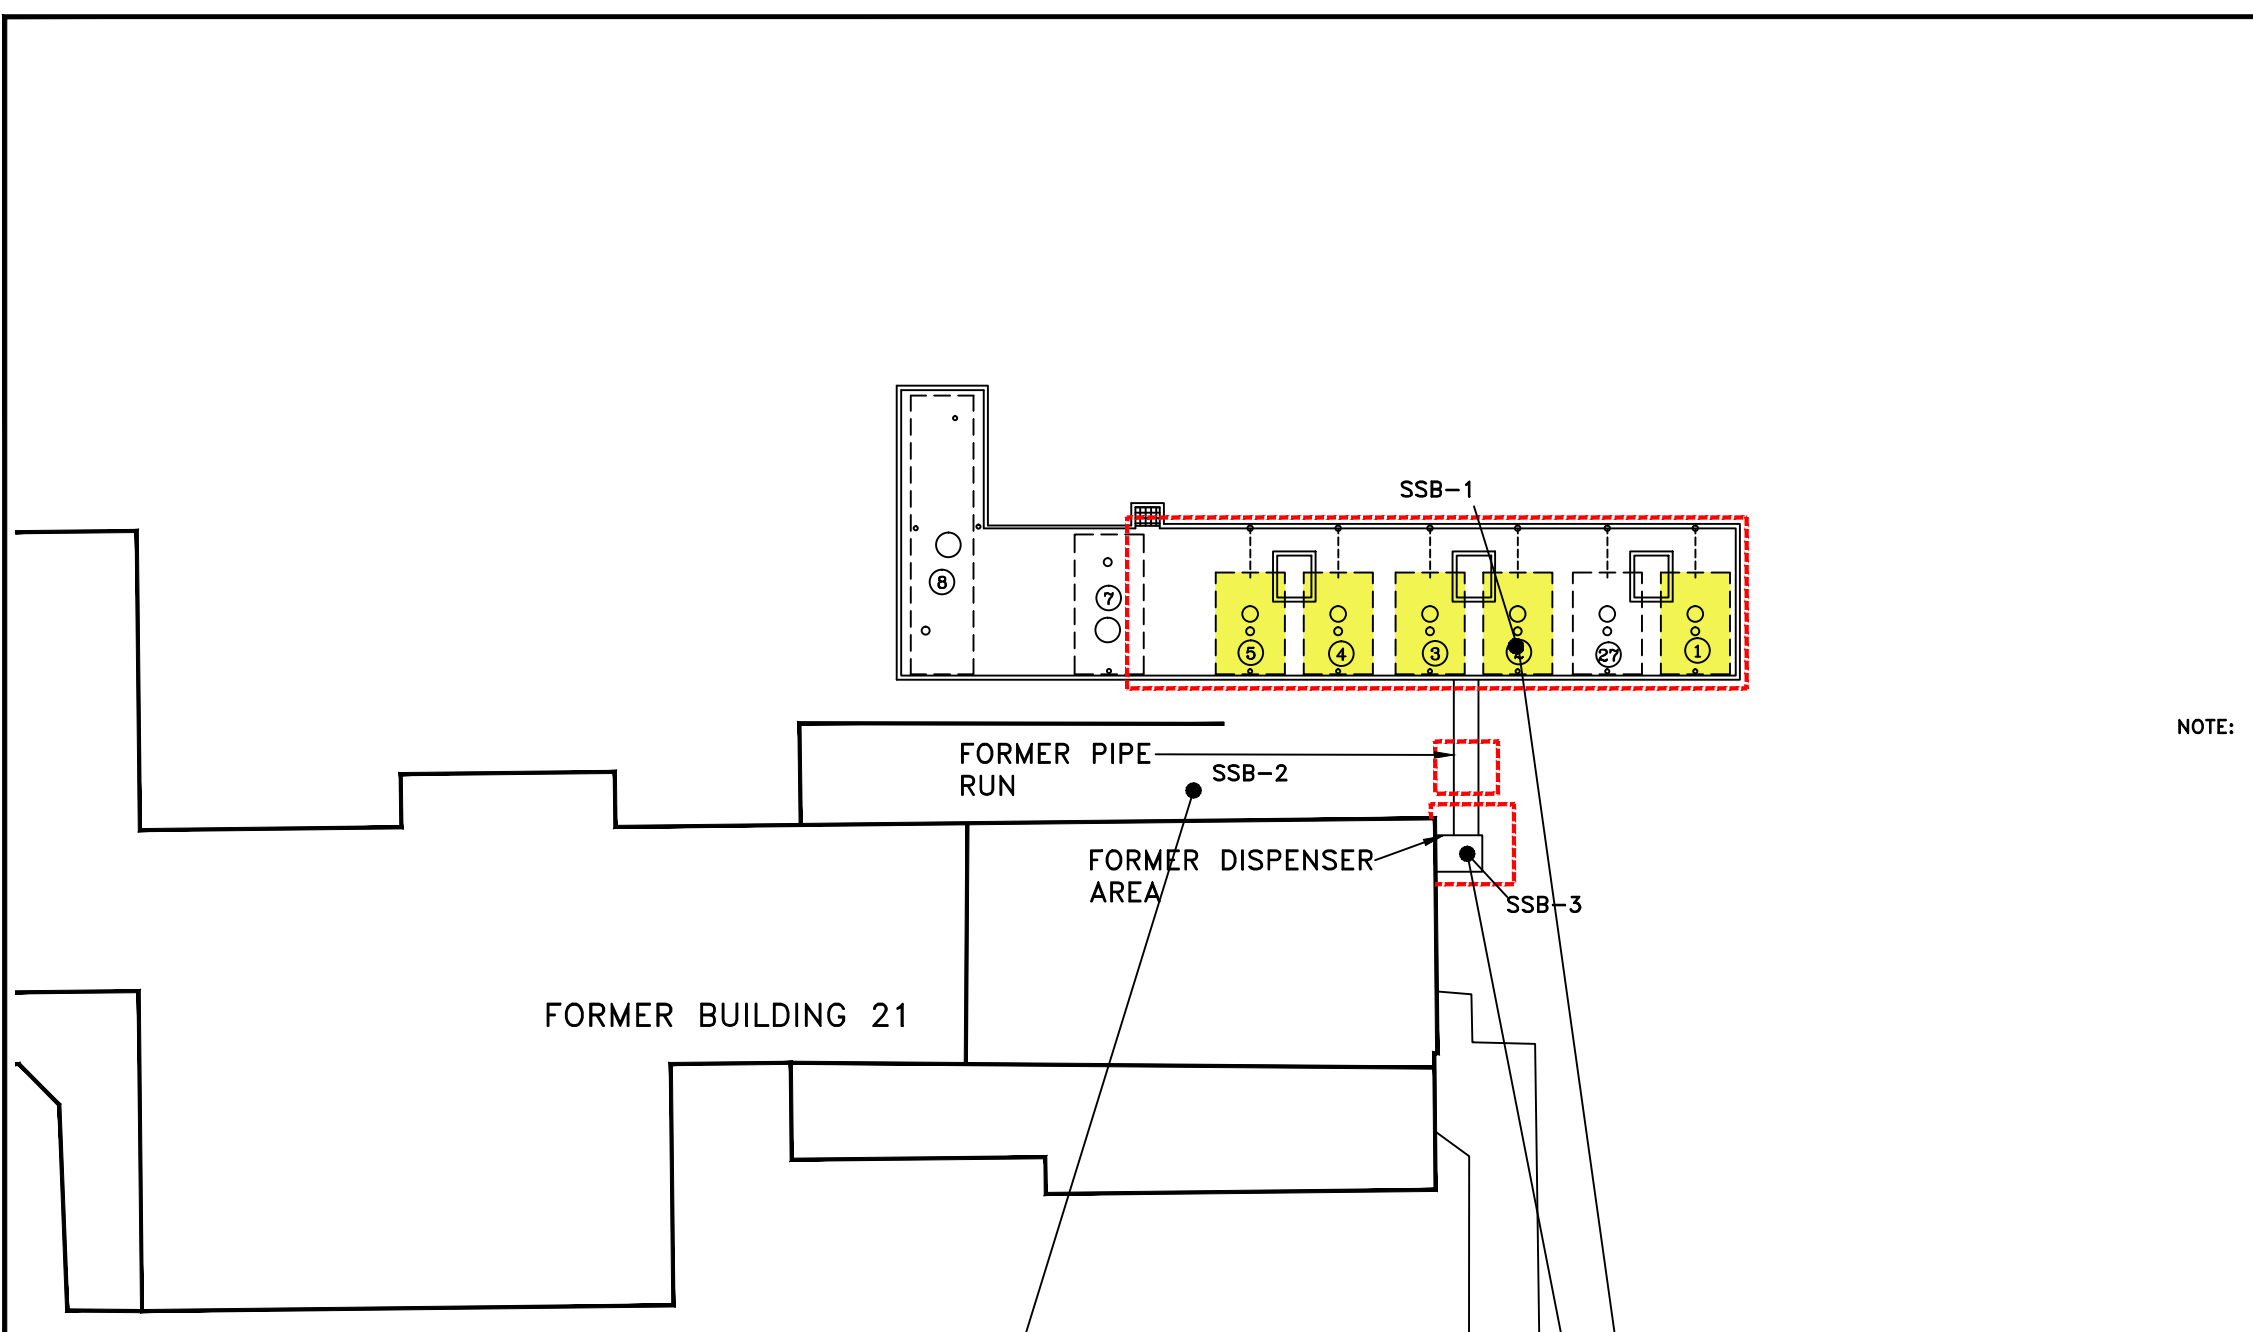 SSB-1
8
7
5
4
3
2
27
1
NOTE:
FORMER PIPE
RUN
SSB-2
FORMER DISPENSER
AREA
SSB-3
FORMER BUILDING 21